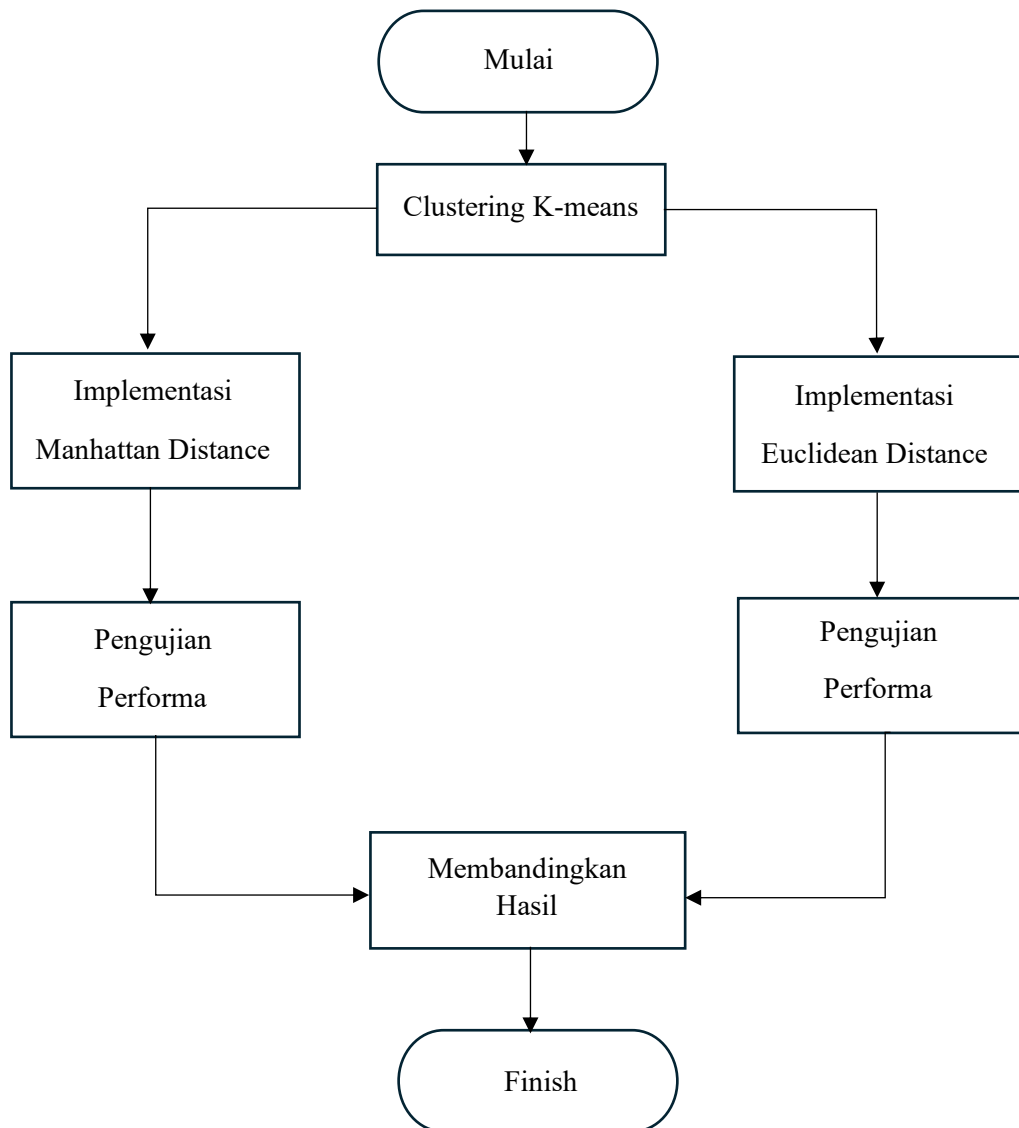 Mulai
Clustering K-means
Implementasi
Manhattan Distance
Implementasi
Euclidean Distance
Pengujian
Performa
Pengujian
Performa
Membandingkan
Hasil
Finish